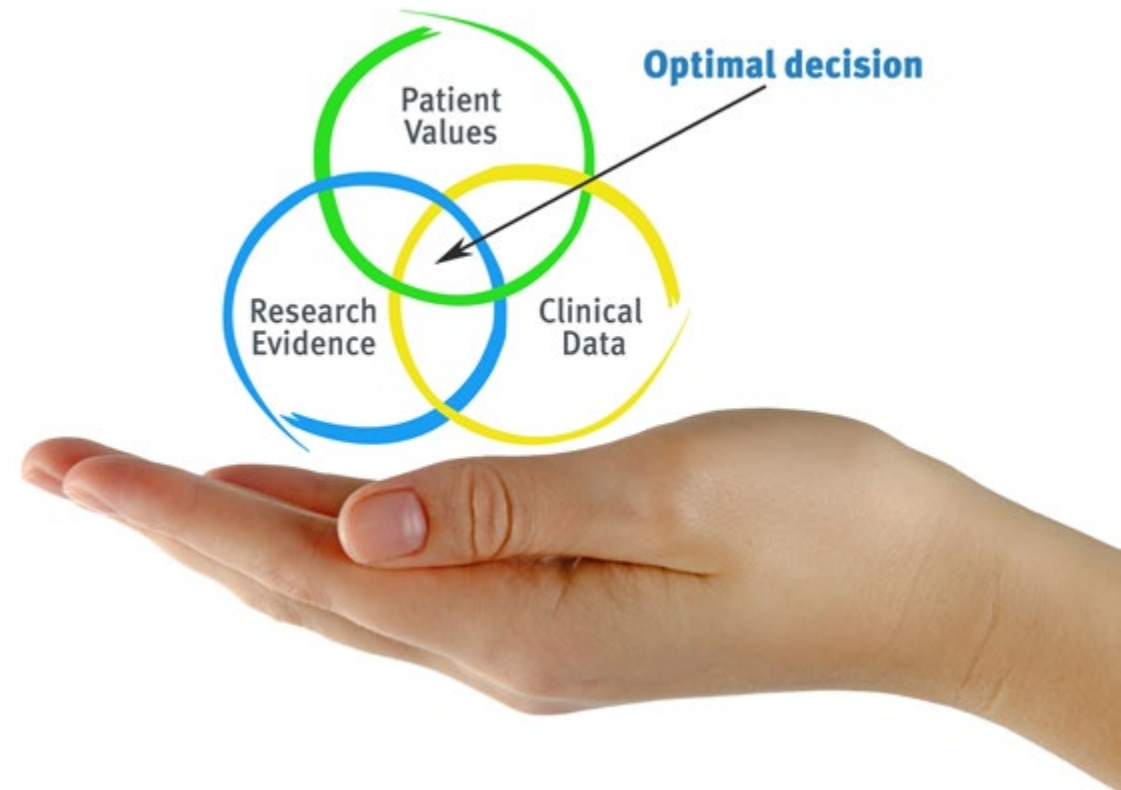 Optimal decision
Patient
Values
Research
Evidence
Clinical
Data